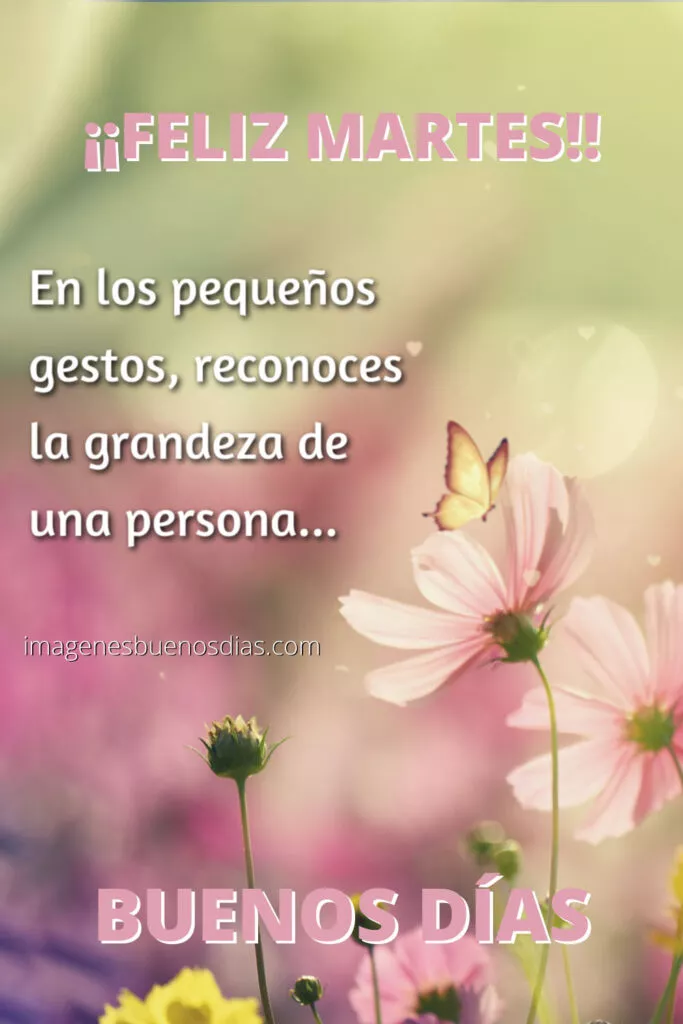 ¡¡FELIZ MARTES!!
En los pequeños
gestos, reconoces
la grandeza de
una persona...
imagenesbuenosdias.com
BUENOS DÍAS